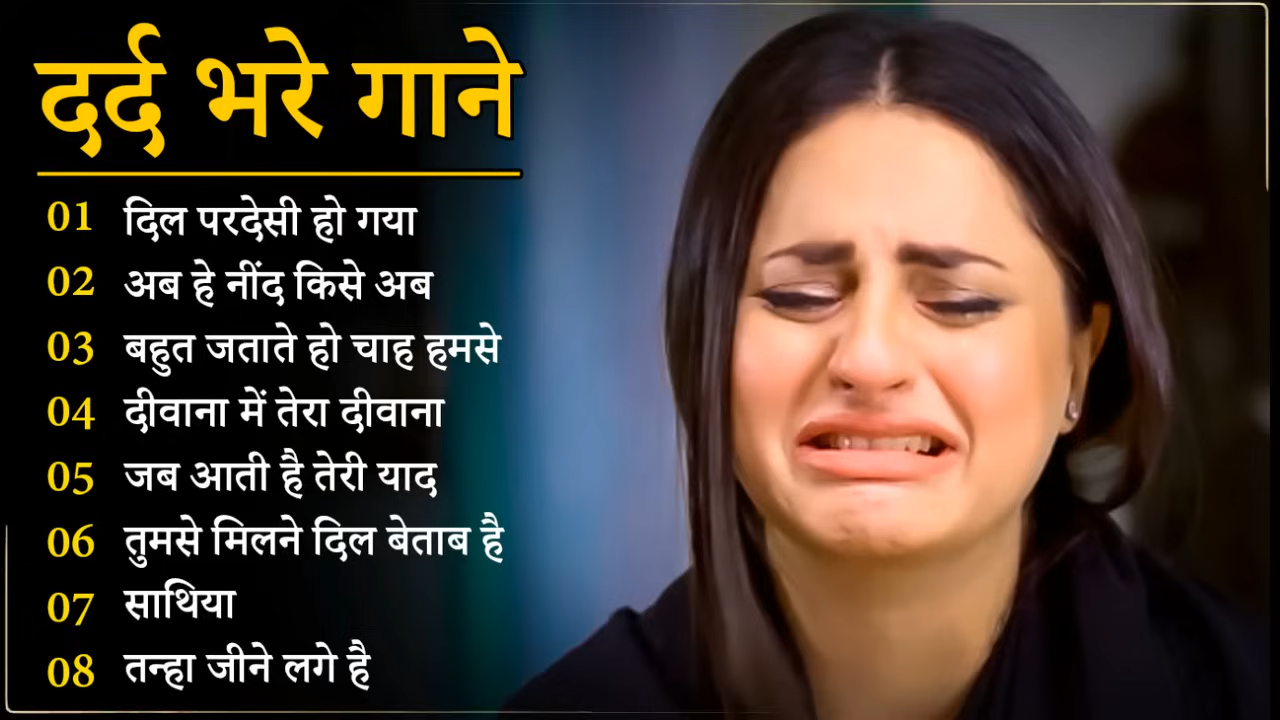 दर्द भरे गाने
01 दिल परदेसी हो गया
02 अब हे नींद किसे अब
03 बहुत जताते हो चाह हमसे
04 दीवाना में तेरा दीवाना
05 जब आती है तेरी याद
06 तुमसे मिलने दिल बेताब है
07 साथिया
08 तन्हा जीने लगे है